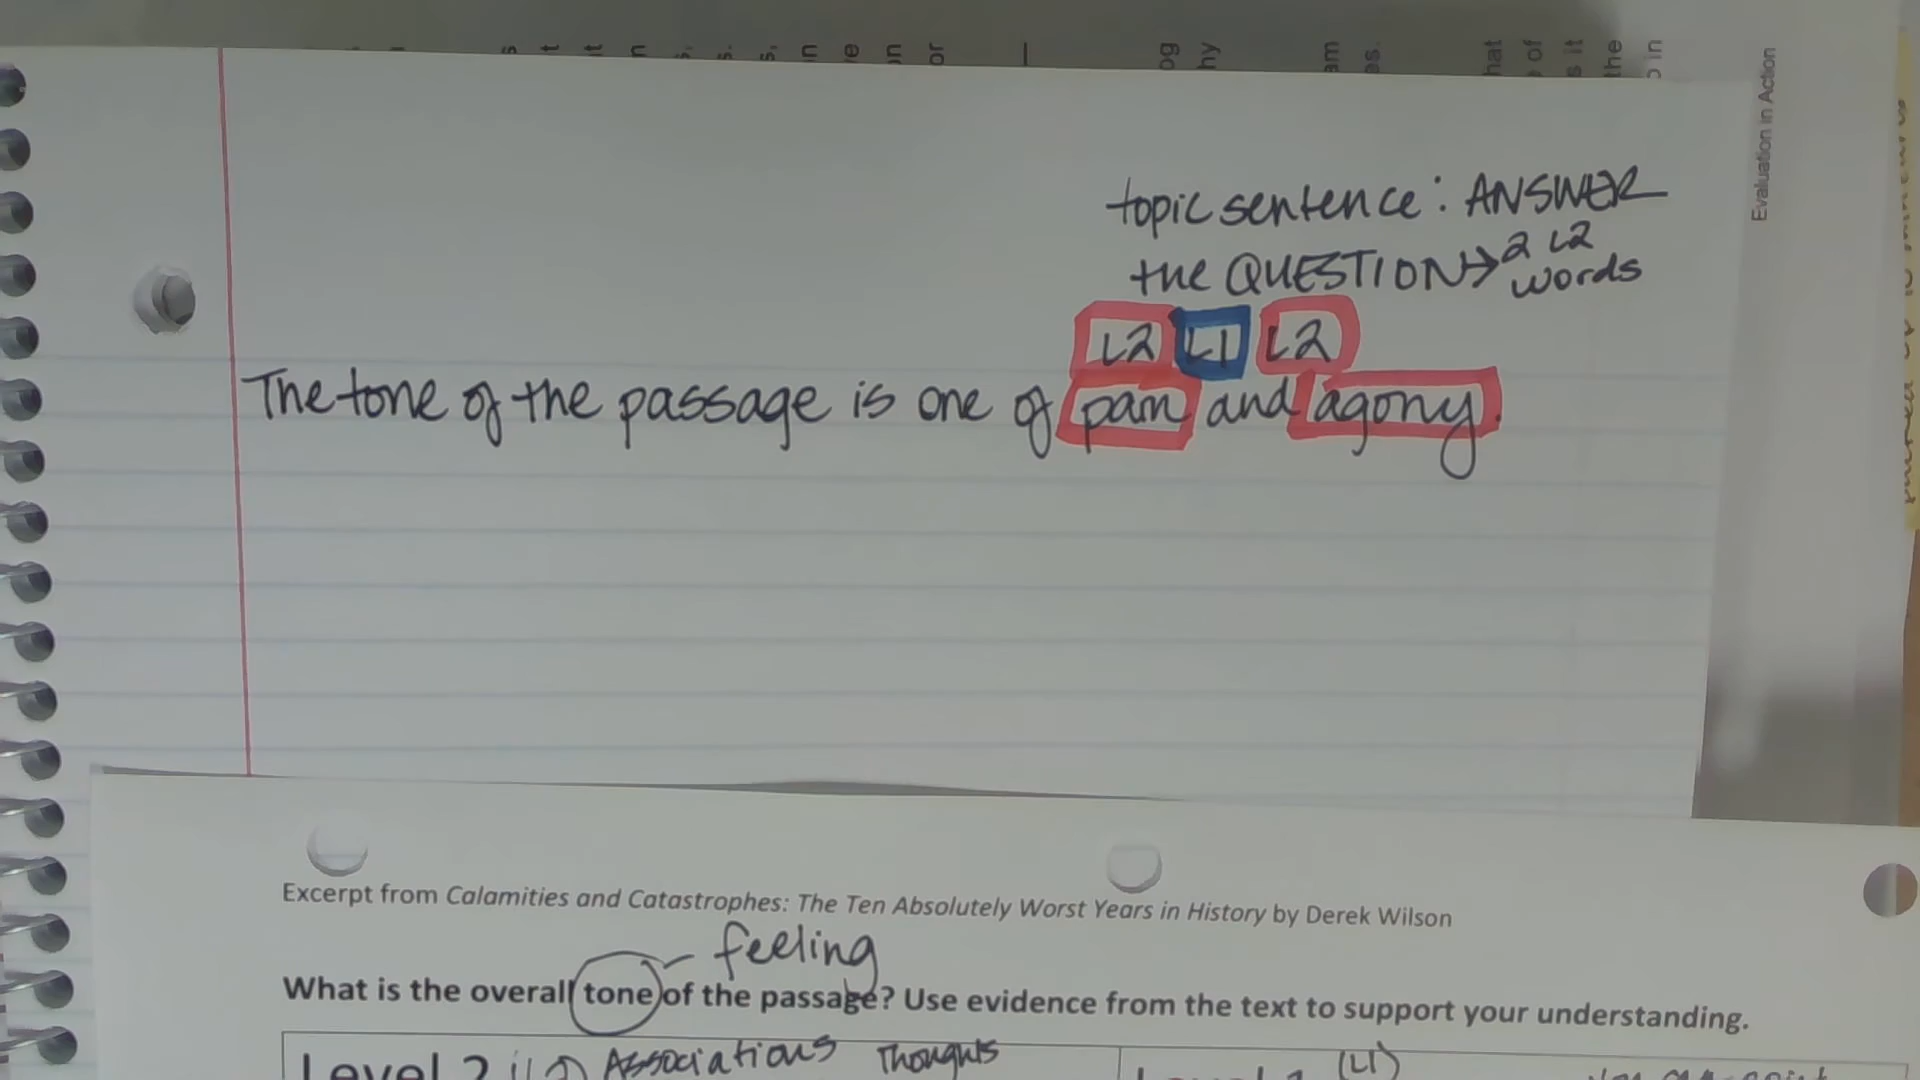 topic sentence: ANSWER
the QUESTION → 2 L2
words
L2 L1 L2
The tone of the passage is one of pain and agony.
Evaluation in Action
Excerpt from Calamities and Catastrophes: The Ten Absolutely Worst Years in History by Derek Wilson
feeling
What is the overall tone of the passage? Use evidence from the text to support your understanding.
Level 2 Associations Thoughts
(L1)